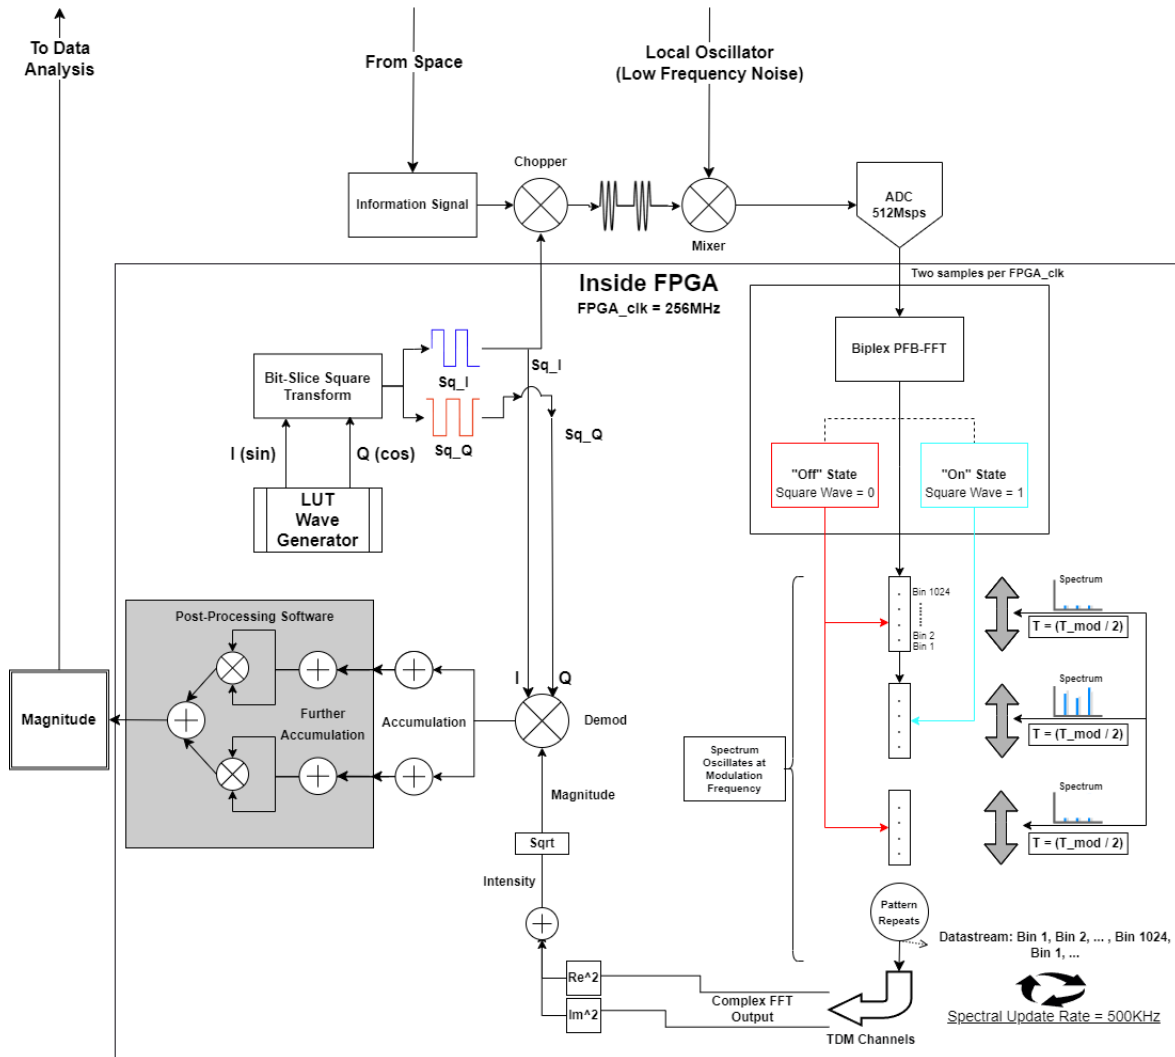 To Data
Analysis
From Space
Local Oscillator
(Low Frequency Noise)
Chopper
Information Signal
Mixer
ADC
512Msps
Inside FPGA
FPGA_clk = 256MHz
Two samples per FPGA_clk
Biplex PFB-FFT
Bit-Slice Square
Transform
Sq_I
Sq_I
Sq_Q
Sq_Q
I (sin)
Q (cos)
LUT
Wave
Generator
"Off" State
Square Wave = 0
"On" State
Square Wave = 1
Bin 1024
Bin 2
Bin 1
Spectrum
T = (T_mod / 2)
Spectrum
T = (T_mod / 2)
Spectrum
T = (T_mod / 2)
Post-Processing Software
Further
Accumulation
Accumulation
I
Q
Demod
Magnitude
Magnitude
Spectrum
Oscillates at
Modulation
Frequency
Sqrt
Intensity
Pattern
Repeats
Datastream: Bin 1, Bin 2, ... , Bin 1024,
Bin 1, ...
Re^2
Im^2
Complex FFT
Output
TDM Channels
Spectral Update Rate = 500KHz